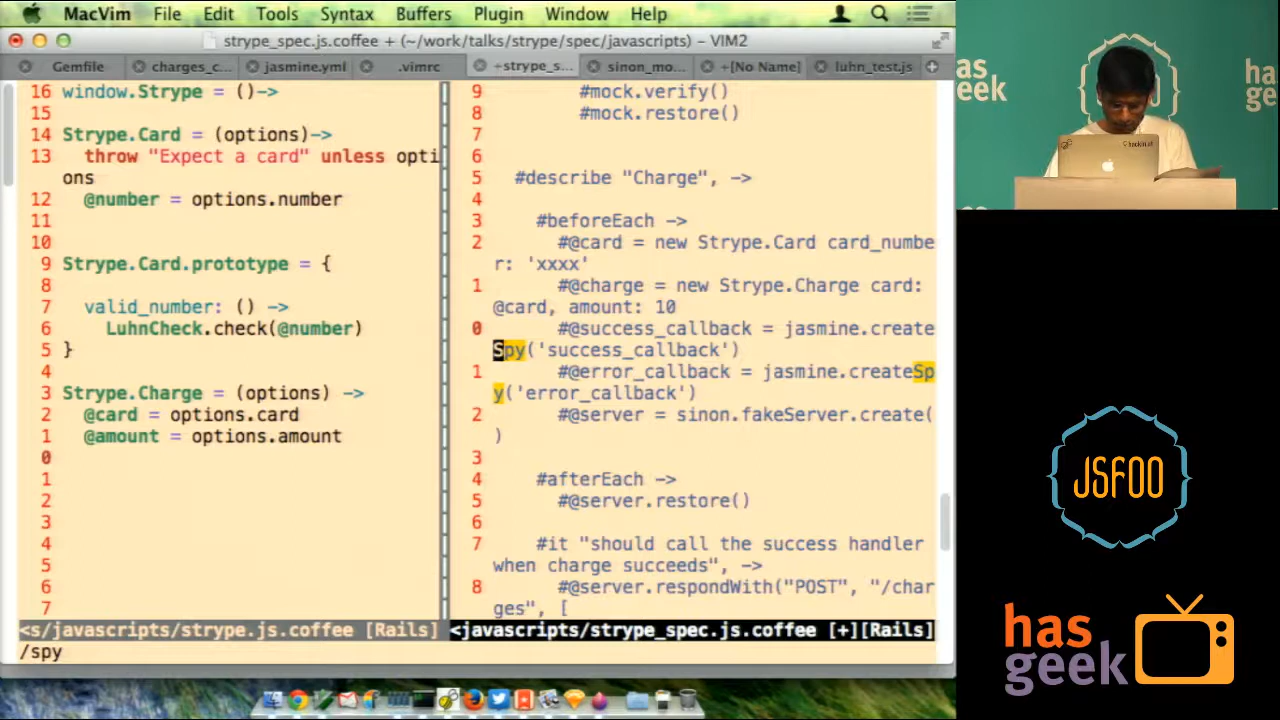 MacVim File Edit Tools Syntax Buffers Plugin Window Help
strype_spec.js.coffee + (~/work/talks/strype/spec/javascripts) - VIM2
Gemfile charges_c... jasmine.yml .vimrc +strype_s... sinon_mo... +[No Name] luhn_test.js
16 window.Strype = ()->
15
14 Strype.Card = (options)->
13 throw "Expect a card" unless opti
ons
12 @number = options.number
11
10
9 Strype.Card.prototype = {
8
7 valid_number: () ->
6 LuhnCheck.check(@number)
5 }
4
3 Strype.Charge = (options) ->
2 @card = options.card
1 @amount = options.amount
0
1
2
3
4
5
6
7
<s/javascripts/strype.js.coffee [Rails]
/spy
9 #mock.verify()
8 #mock.restore()
7
6
5 #describe "Charge", ->
4
3 #beforeEach ->
2 #@card = new Strype.Card card_numbe
r: 'xxxx'
1 #@charge = new Strype.Charge card:
@card, amount: 10
0 #@success_callback = jasmine.create
Spy('success_callback')
1 #@error_callback = jasmine.createSp
y('error_callback')
2 #@server = sinon.fakeServer.create(
)
3
4 #afterEach ->
5 #@server.restore()
6
7 #it "should call the success handler
when charge succeeds", ->
8 #@server.respondWith("POST", "/char
ges", [
<javascripts/strype_spec.js.coffee [+][Rails]
has
geek
JSFOO
has
geek